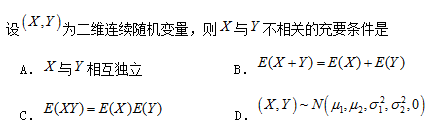 设(X,Y)为二维连续随机变量，则X与Y不相关的充要条件是
A. X与Y相互独立 B. E(X+Y)=E(X)+E(Y)
C. E(XY)=E(X)E(Y) D. (X,Y)~N(μ₁,μ₂,σ₁²,σ₂²,0)